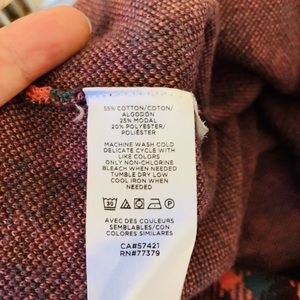 55% COTTON/COTON/
ALGODÓN
25% MODAL
20% POLYESTER/
POLIÉSTER
MACHINE WASH COLD
DELICATE CYCLE WITH
LIKE COLORS
ONLY NON-CHLORINE
BLEACH WHEN NEEDED
TUMBLE DRY LOW
COOL IRON WHEN
NEEDED
30
AVEC DES COULEURS
SEMBLABLES/CON
COLORES SIMILARES
CA#57421
RN#77379